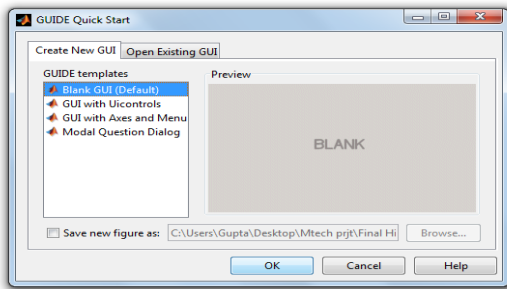 GUIDE Quick Start
Create New GUI
Open Existing GUI
GUIDE templates
Blank GUI (Default)
GUI with Uicontrols
GUI with Axes and Menu
Modal Question Dialog
Preview
BLANK
Save new figure as:
C:\Users\Gupta\Desktop\Mtech prjt\Final Hi
Browse...
OK
Cancel
Help